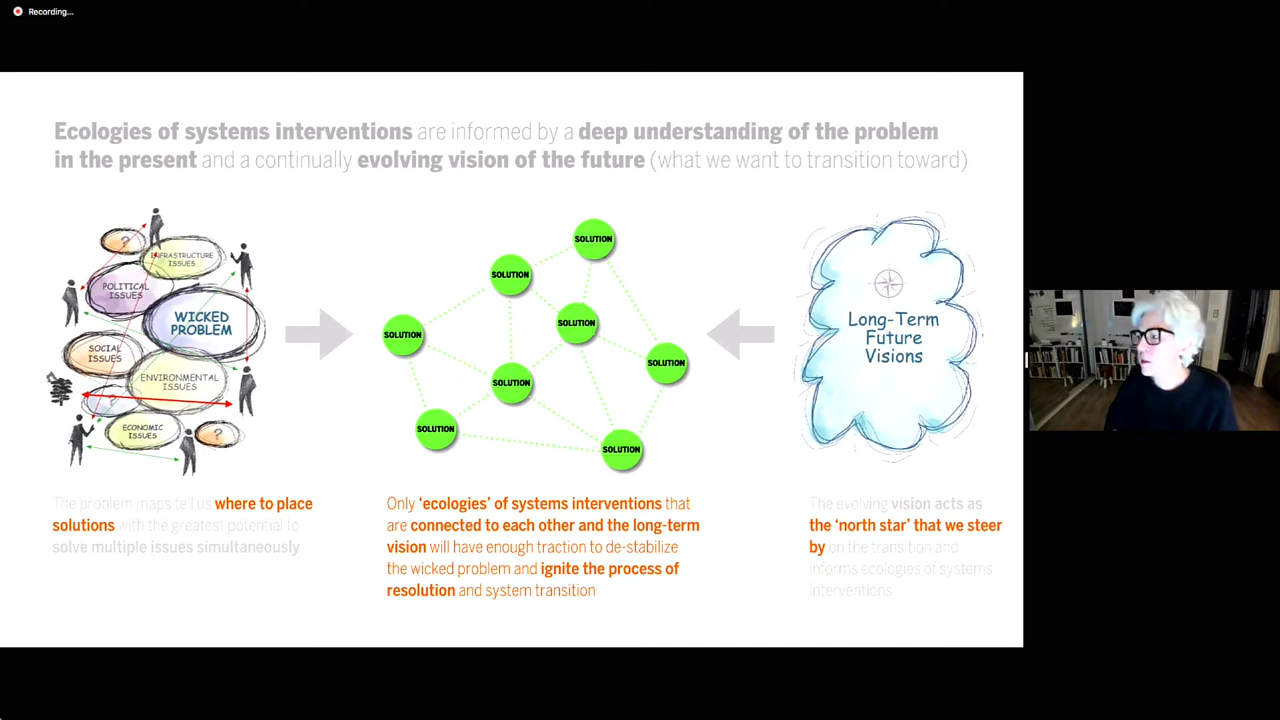 Recording...
Ecologies of systems interventions are informed by a deep understanding of the problem
in the present and a continually evolving vision of the future (what we want to transition toward)
?
INFRASTRUCTURE
ISSUES
POLITICAL
ISSUES
WICKED
PROBLEM
SOCIAL
ISSUES
ENVIRONMENTAL
ISSUES
?
ECONOMIC
ISSUES
?
SOLUTION
SOLUTION
SOLUTION
SOLUTION
SOLUTION
SOLUTION
SOLUTION
SOLUTION
Long-Term
Future
Visions
The problem maps tell us where to place
solutions with the greatest potential to
solve multiple issues simultaneously
Only ‘ecologies’ of systems interventions that
are connected to each other and the long-term
vision will have enough traction to de-stabilize
the wicked problem and ignite the process of
resolution and system transition
The evolving vision acts as
the ‘north star’ that we steer
by on the transition and
informs ecologies of systems
interventions